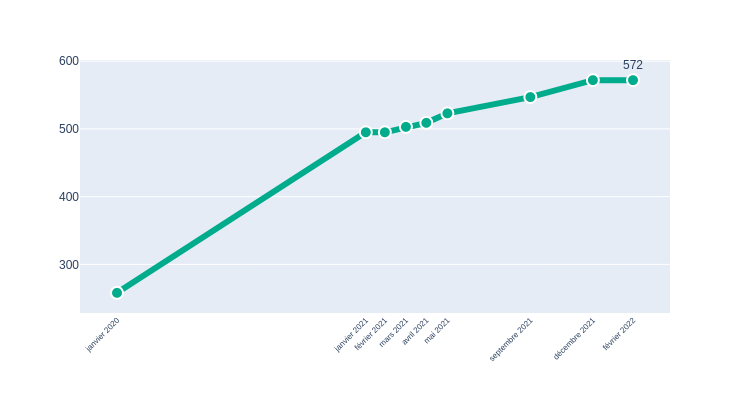 600
572
500
400
300
janvier 2020
janvier 2021
février 2021
mars 2021
avril 2021
mai 2021
septembre 2021
décembre 2021
février 2022